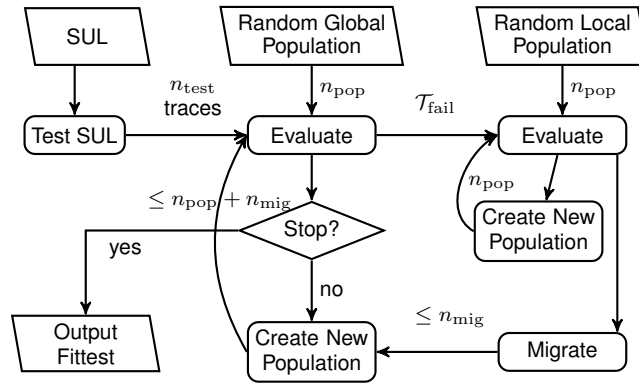 SUL
Random Global
Population
Random Local
Population
n_test
traces
n_pop
𝒯_fail
n_pop
Test SUL
Evaluate
Evaluate
n_pop
≤ n_pop + n_mig
Create New
Population
Stop?
yes
no
≤ n_mig
Output
Fittest
Create New
Population
Migrate